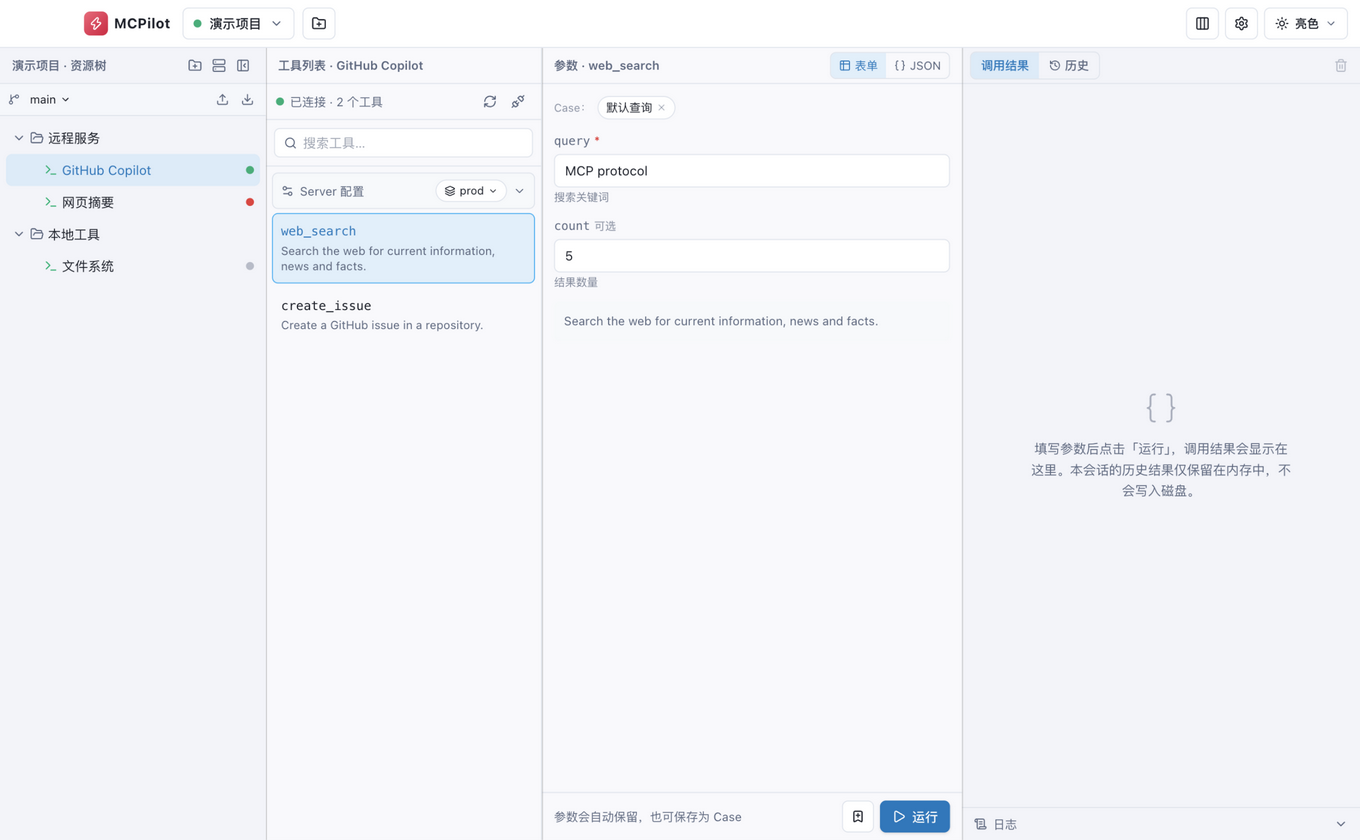 MCPilot
演示项目
亮色
演示项目 · 资源树
main
远程服务
GitHub Copilot
网页摘要
本地工具
文件系统
工具列表 · GitHub Copilot
已连接 · 2 个工具
搜索工具...
Server 配置
prod
web_search
Search the web for current information,
news and facts.
create_issue
Create a GitHub issue in a repository.
参数 · web_search
表单
{ } JSON
Case:
默认查询 ×
query *
MCP protocol
搜索关键词
count 可选
5
结果数量
Search the web for current information, news and facts.
参数会自动保留，也可保存为 Case
运行
调用结果
历史
{ }
填写参数后点击「运行」，调用结果会显示在
这里。本会话的历史结果仅保留在内存中，不
会写入磁盘。
日志